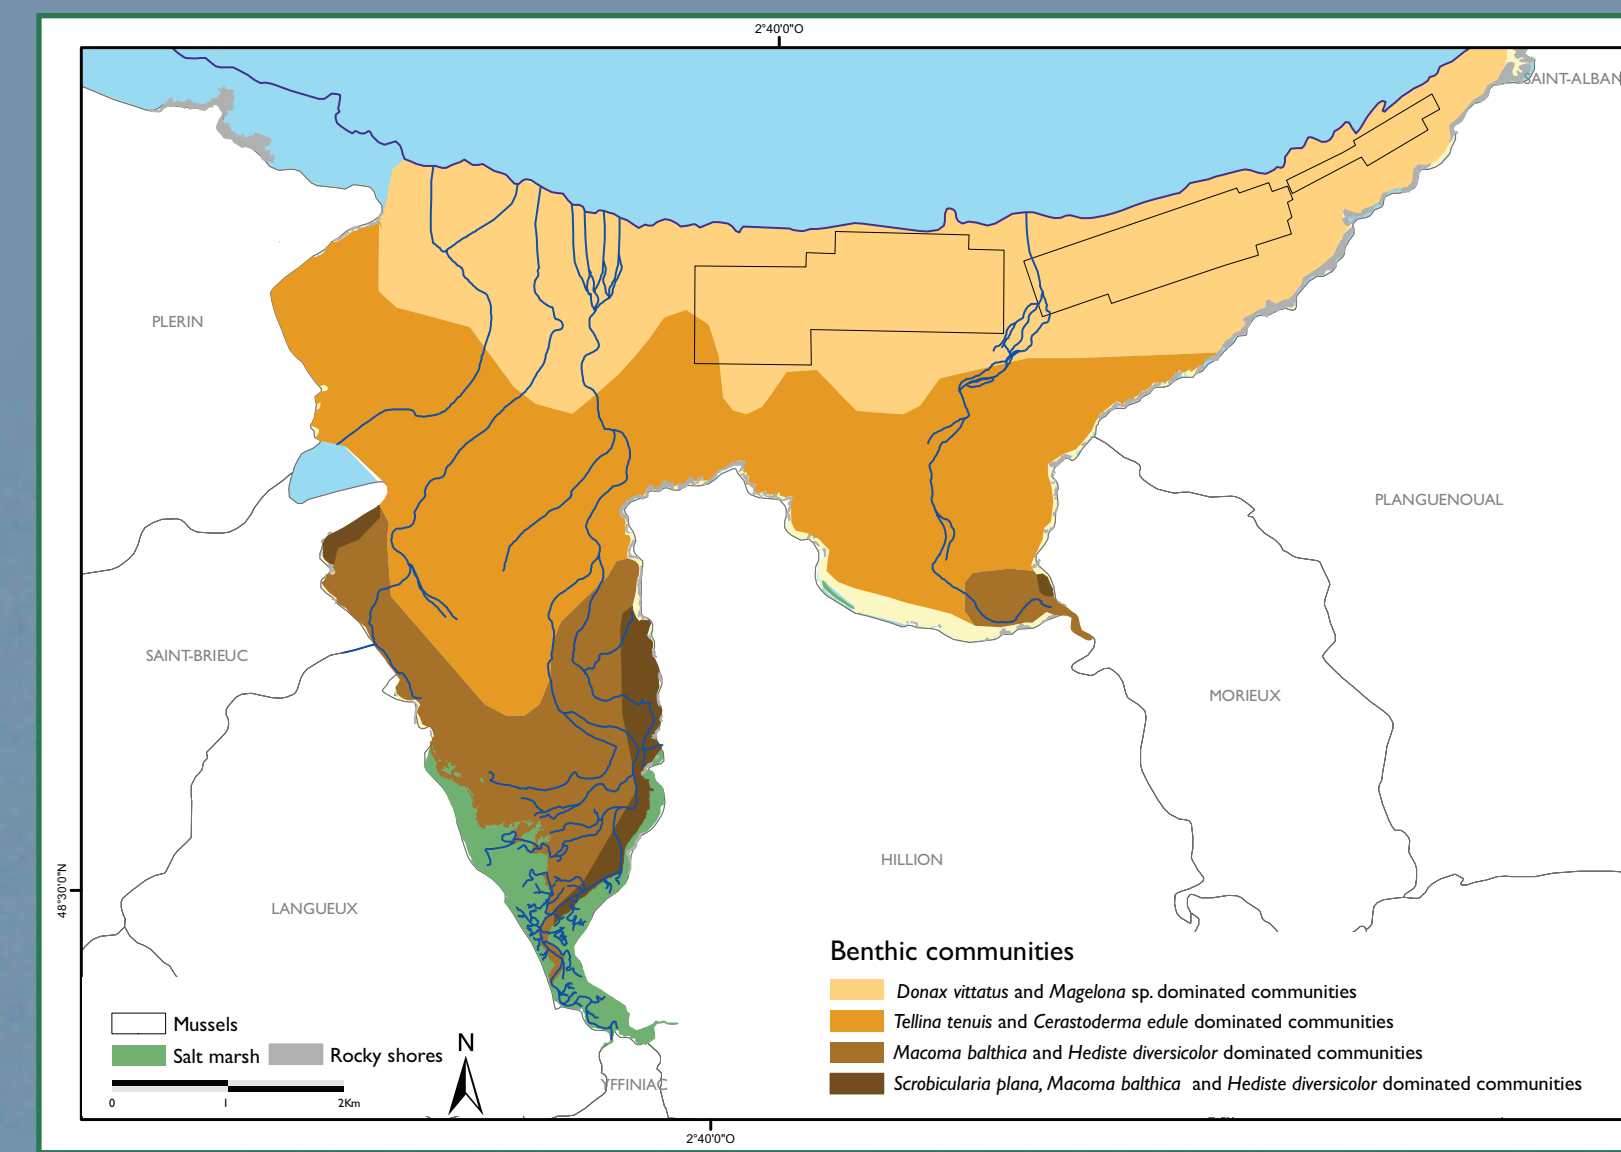 2°40'0"O
SAINT-ALBAN
PLERIN
PLANGUENOUAL
SAINT-BRIEUC
MORIEUX
HILLION
48°30'0"N
LANGUEUX
Benthic communities
Donax vittatus and Magelona sp. dominated communities
Tellina tenuis and Cerastoderma edule dominated communities
Macoma balthica and Hediste diversicolor dominated communities
Scrobicularia plana, Macoma balthica and Hediste diversicolor dominated communities
Mussels
Salt marsh
Rocky shores
N
YFFINIAC
0 1 2Km
2°40'0"O